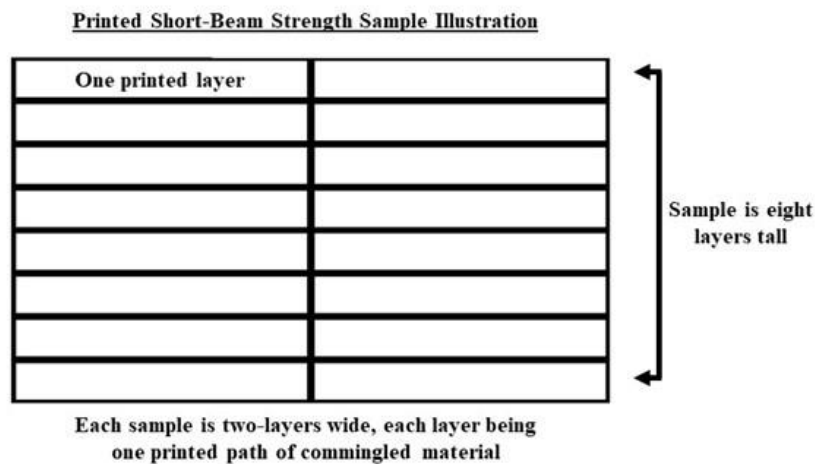 Printed Short-Beam Strength Sample Illustration
One printed layer
Sample is eight
layers tall
Each sample is two-layers wide, each layer being
one printed path of commingled material